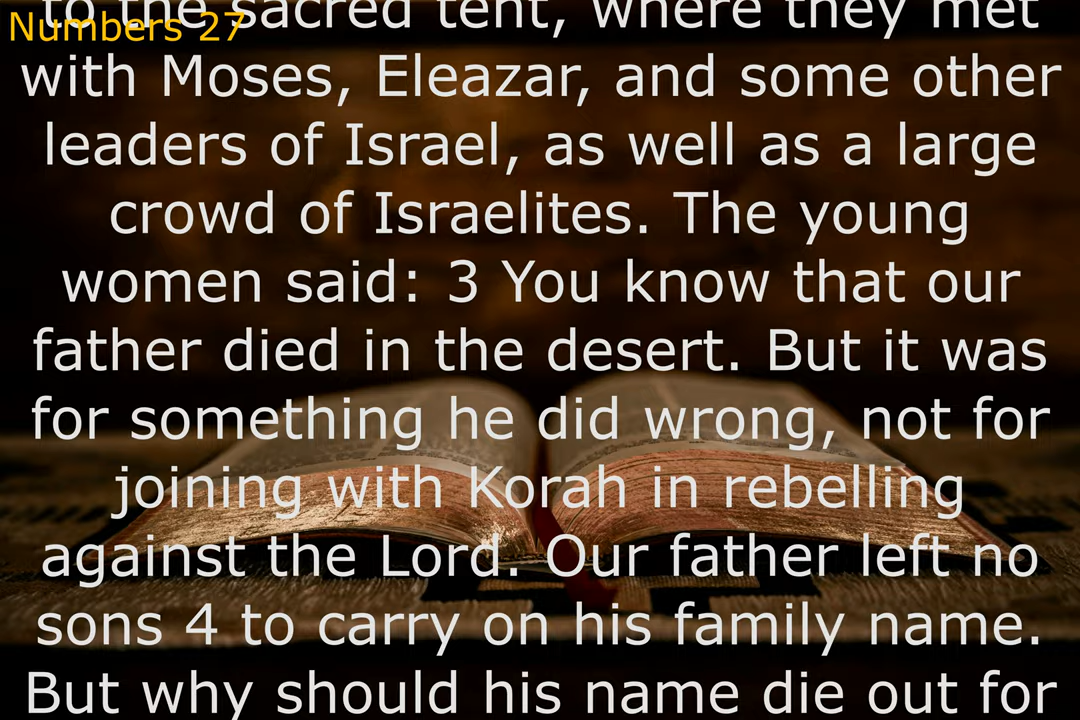 to the sacred tent, where they met
Numbers 27
with Moses, Eleazar, and some other
leaders of Israel, as well as a large
crowd of Israelites. The young
women said: 3 You know that our
father died in the desert. But it was
for something he did wrong, not for
joining with Korah in rebelling
against the Lord. Our father left no
sons 4 to carry on his family name.
But why should his name die out for